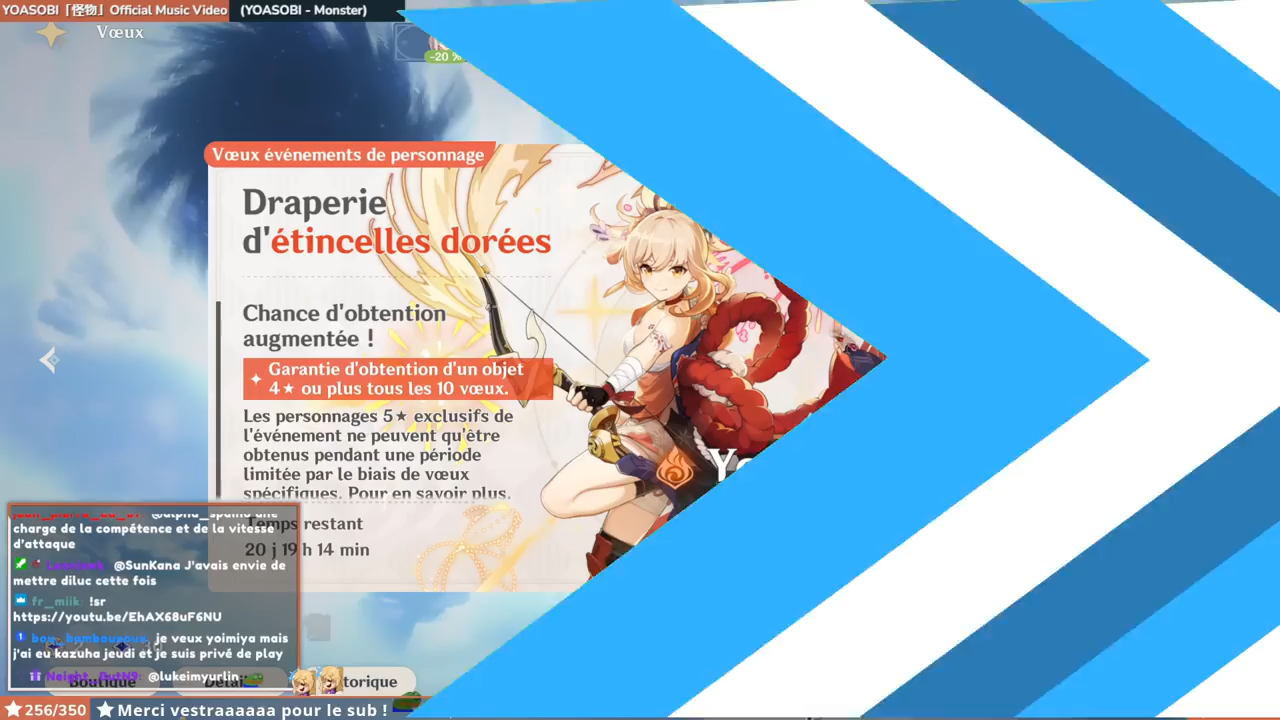 YOASOBI「怪物」Official Music Video
(YOASOBI - Monster)
Vœux
-20 %
Vœux événements de personnage
Draperie
d'étincelles dorées
Chance d'obtention
augmentée !
Garantie d'obtention d'un objet
4★ ou plus tous les 10 vœux.
Les personnages 5★ exclusifs de
l'événement ne peuvent qu'être
obtenus pendant une période
limitée par le biais de vœux
spécifiques. Pour en savoir plus,
Temps restant
20 j 19 h 14 min
charge de la compétence et de la vitesse
d'attaque
@SunKana J'avais envie de
mettre diluc cette fois
fr_miik: !sr
https://youtu.be/EhAX68uF6NU
je veux yoimiya mais
j'ai eu kazuha jeudi et je suis privé de play
@lukeimyurlin
Boutique
256/350
Merci vestraaaaaa pour le sub !